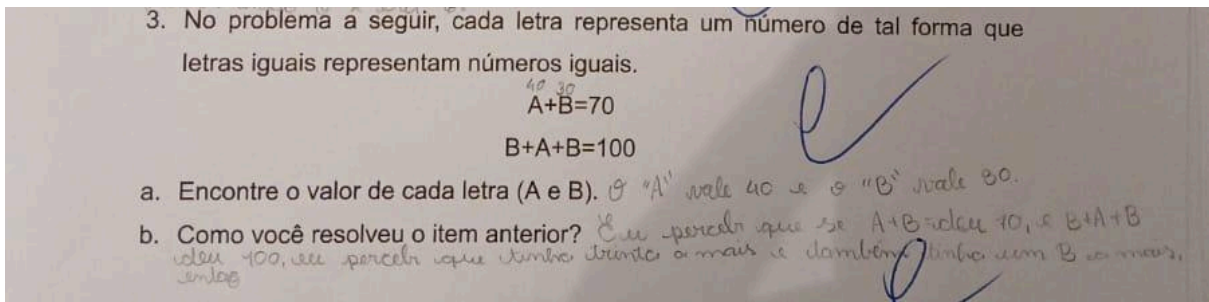 3. No problema a seguir, cada letra representa um número de tal forma que
letras iguais representam números iguais.
40 30
A+B=70
B+A+B=100
a. Encontre o valor de cada letra (A e B). O "A" vale 40 e o "B" vale 30.
b. Como você resolveu o item anterior? Eu percebi que se A+B deu 70, e B+A+B
deu 100, eu percebi que tinha trinta a mais e também tinha um B a mais,
então